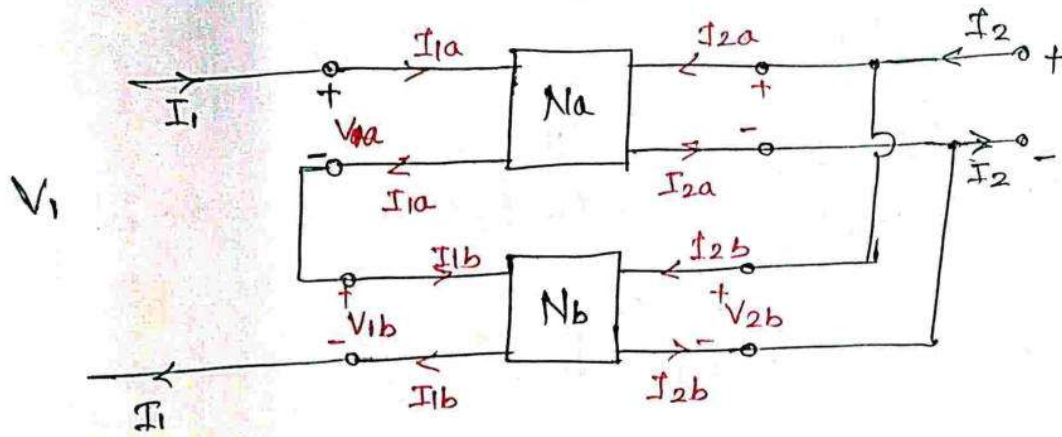 I1a I2a I2
+
I1 + Na + -
V1a
- I1a I2a I2 -
V1
I1b I2b
+ V1b Nb + V2b
- -
I1 I1b I2b